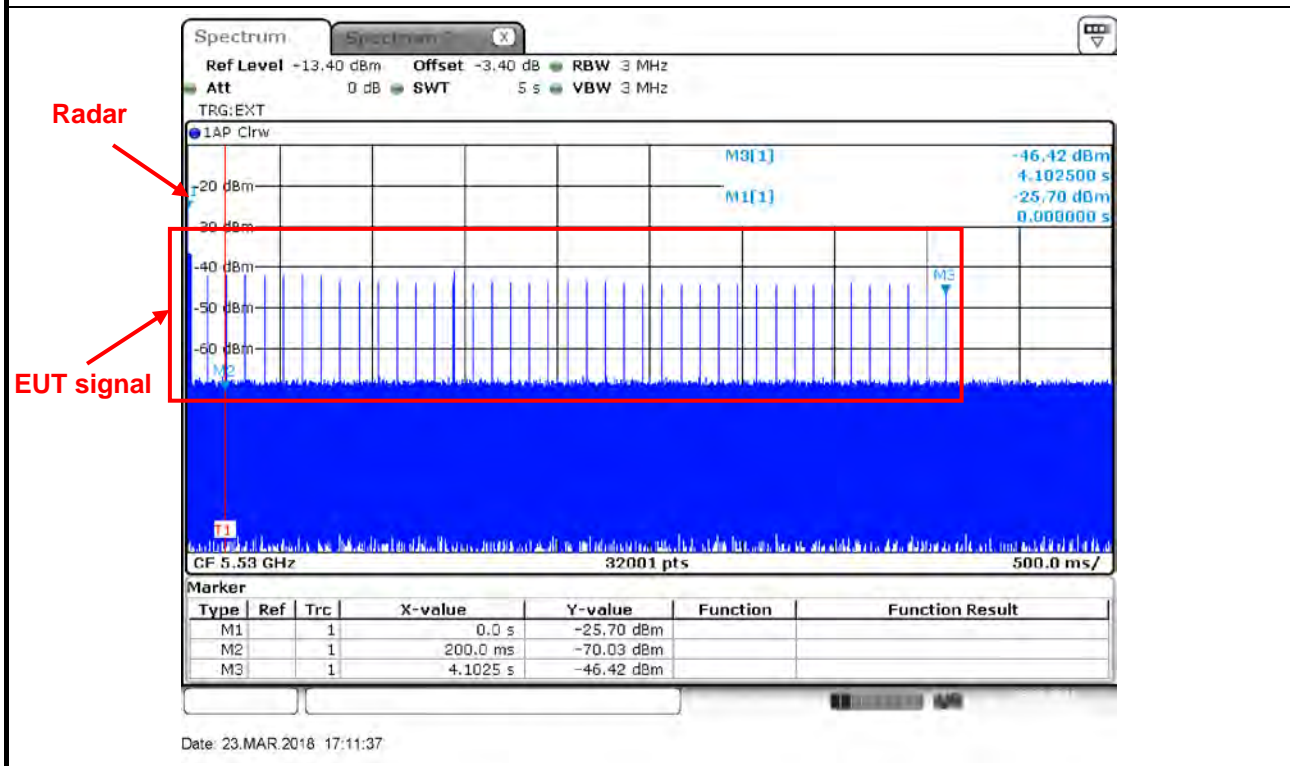 Spectrum
Ref Level -13.40 dBm Offset -3.40 dB RBW 3 MHz
Att 0 dB SWT 5 s VBW 3 MHz
TRG:EXT
Radar
1AP Clrw
M3[1] -46.42 dBm
4.102500 s
-20 dBm
M1[1] -25.70 dBm
0.000000 s
-30 dBm
-40 dBm
M3
-50 dBm
-60 dBm
M2
EUT signal
T1
CF 5.53 GHz 32001 pts 500.0 ms/
Marker
Type Ref Trc X-value Y-value Function Function Result
M1 1 0.0 s -25.70 dBm
M2 1 200.0 ms -70.03 dBm
M3 1 4.1025 s -46.42 dBm
Date: 23.MAR.2018 17:11:37